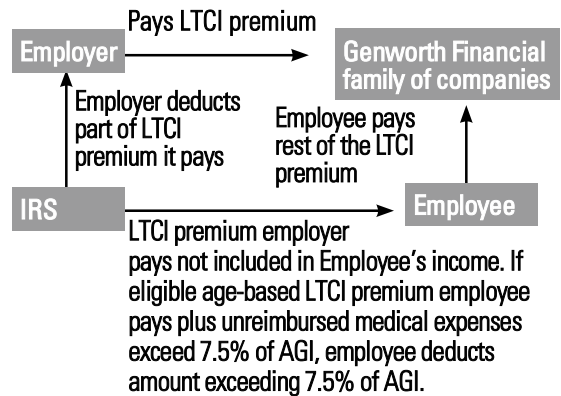 Pays LTCI premium
Employer
Genworth Financial
family of companies
Employer deducts
part of LTCI
premium it pays
Employee pays
rest of the LTCI
premium
IRS
Employee
LTCI premium employer
pays not included in Employee's income. If
eligible age-based LTCI premium employee
pays plus unreimbursed medical expenses
exceed 7.5% of AGI, employee deducts
amount exceeding 7.5% of AGI.